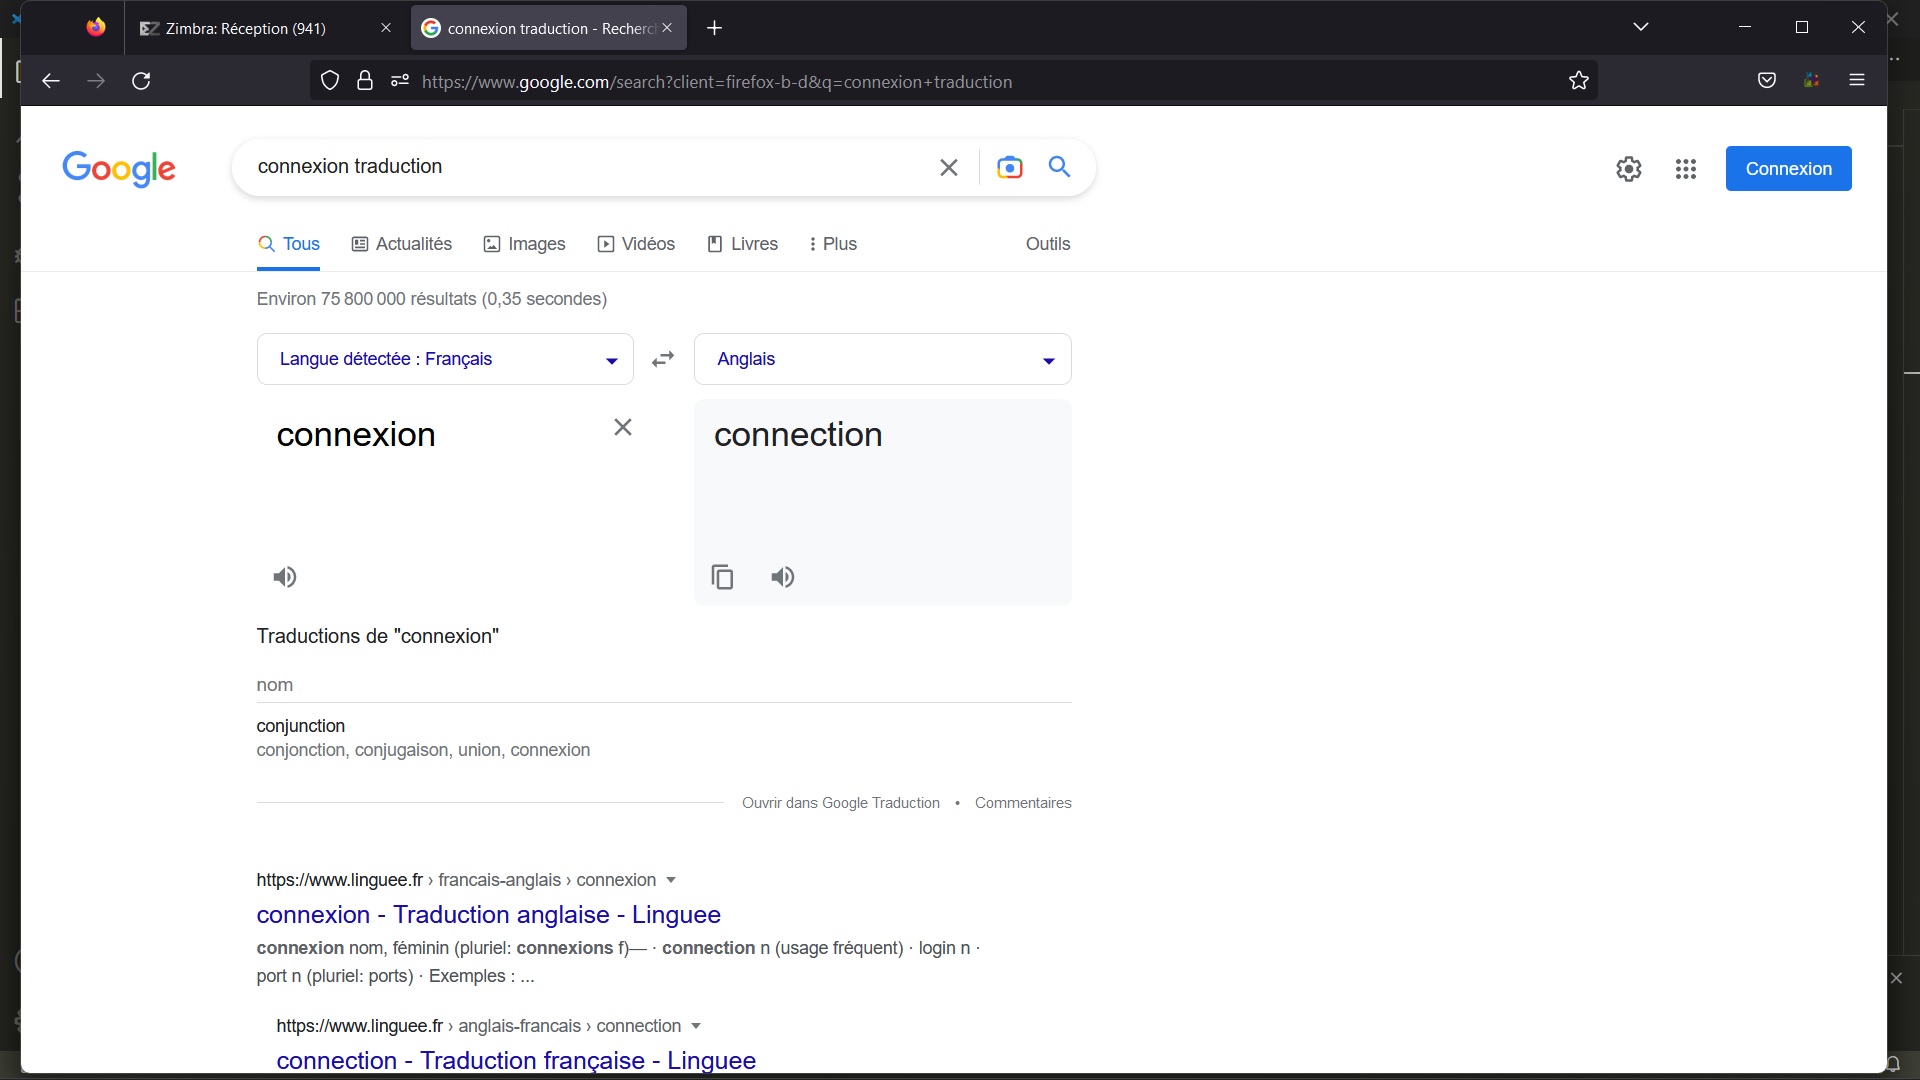 Zimbra: Réception (941)
connexion traduction - Recherc
https://www.google.com/search?client=firefox-b-d&q=connexion+traduction
Google
connexion traduction
Connexion
Tous
Actualités
Images
Vidéos
Livres
Plus
Outils
Environ 75 800 000 résultats (0,35 secondes)
Langue détectée : Français
Anglais
connexion
connection
Traductions de "connexion"
nom
conjunction
conjonction, conjugaison, union, connexion
Ouvrir dans Google Traduction • Commentaires
https://www.linguee.fr › francais-anglais › connexion
connexion - Traduction anglaise - Linguee
connexion nom, féminin (pluriel: connexions f)— · connection n (usage fréquent) · login n ·
port n (pluriel: ports) · Exemples : ...
https://www.linguee.fr › anglais-francais › connection
connection - Traduction française - Linguee